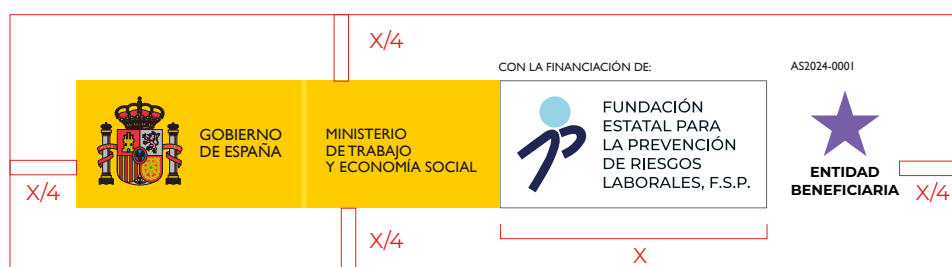 X/4
CON LA FINANCIACIÓN DE:
AS2024-0001
GOBIERNO
DE ESPAÑA
MINISTERIO
DE TRABAJO
Y ECONOMÍA SOCIAL
FUNDACIÓN
ESTATAL PARA
LA PREVENCIÓN
DE RIESGOS
LABORALES, F.S.P.
ENTIDAD
BENEFICIARIA
X/4
X/4
X/4
X